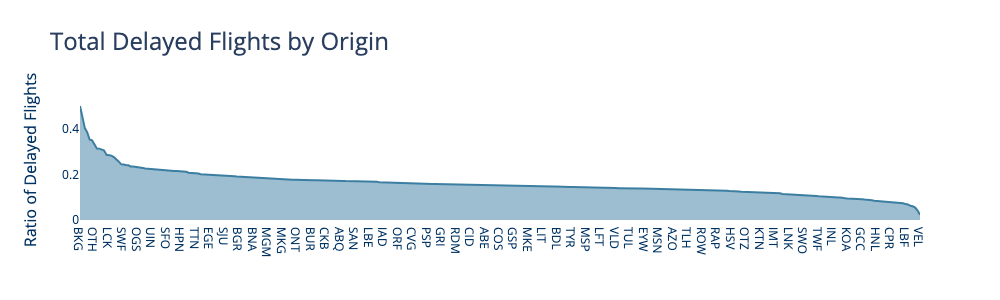 Total Delayed Flights by Origin
Ratio of Delayed Flights
0.4
0.2
0
BKG
OTH
LCK
SWF
OGS
UIN
SFO
HPN
TTN
EGE
SJU
BGR
BNA
MGM
MKG
ONT
BUR
CKB
ABQ
SAN
LBE
IAD
ORF
CVG
PSP
GRI
RDM
CID
ABE
COS
GSP
MKE
LIT
BDL
TYR
MSP
LFT
VLD
TUL
EYW
MSN
AZO
TLH
ROW
RAP
HSV
OTZ
KTN
IMT
LNK
SWO
TWF
INL
KOA
GCC
HNL
CPR
LBF
VEL